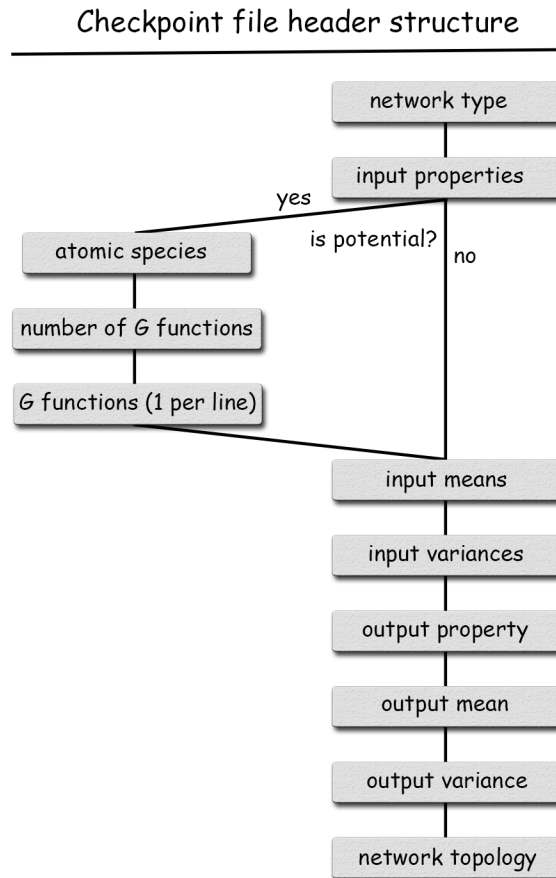 Checkpoint file header structure
network type
input properties
yes
is potential?
no
atomic species
number of G functions
G functions (1 per line)
input means
input variances
output property
output mean
output variance
network topology